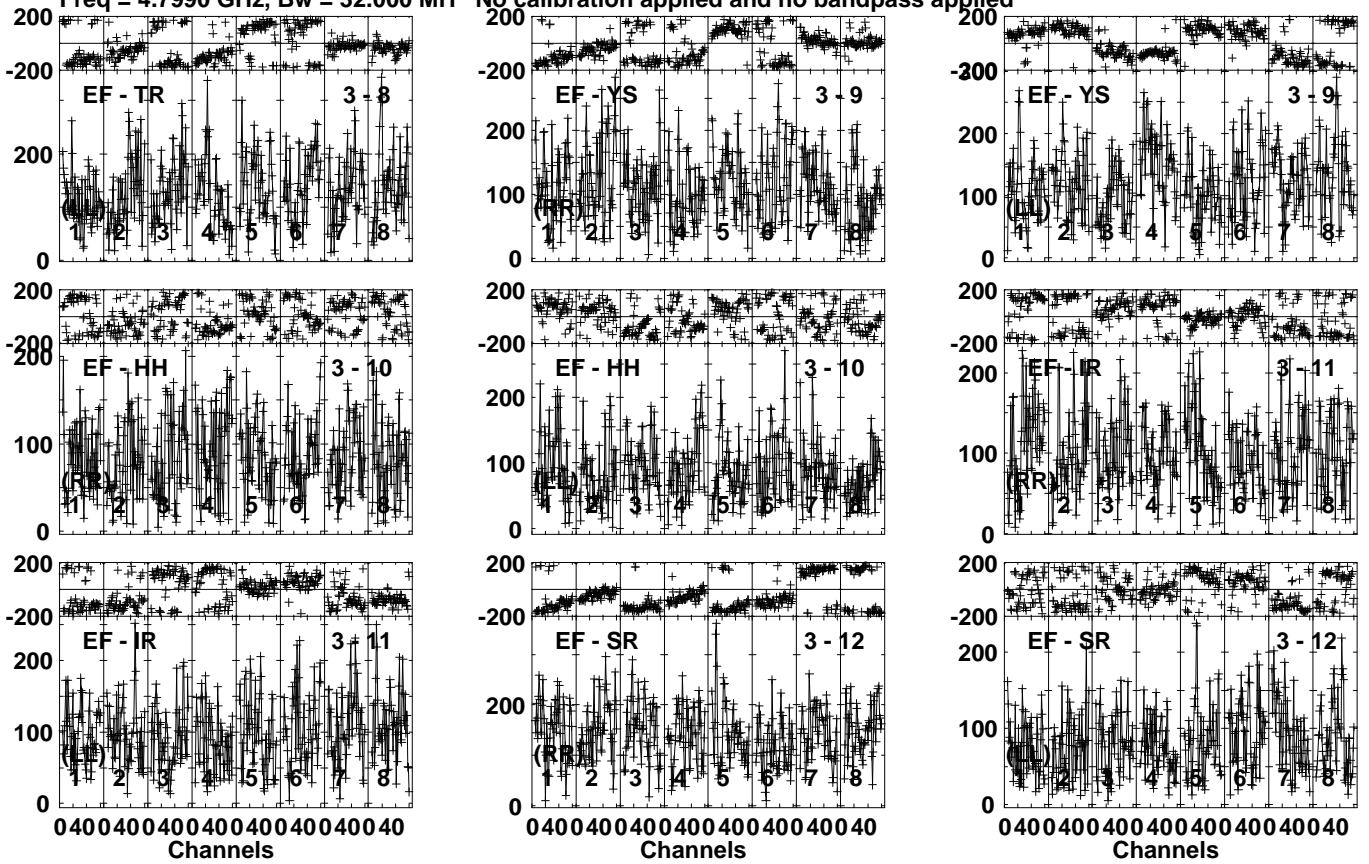 Freq = 4.7990 GHz, Bw = 32.000 MH No calibration applied and no bandpass applied
200 200 200
-200 -200 -200
EF - TR 3 - 8 EF - YS 3 - 9 EF - YS 3 - 9
200 200 200
100 100
(LL) (RR) (LL)
1 2 3 4 5 6 7 8 1 2 3 4 5 6 7 8 1 2 3 4 5 6 7 8
0 0 0
200 200 200
-200 -200 -200
200
EF - HH 3 - 10 EF - HH 3 - 10 EF - IR 3 - 11
200 200
100 100 100
(RR) (LL) (RR)
1 2 3 4 5 6 7 8 1 2 3 4 5 6 7 8 1 2 3 4 5 6 7 8
0 0 0
200 200 200
-200 -200 -200
EF - IR 3 - 11 EF - SR 3 - 12 EF - SR 3 - 12
200 200 200
100 100 100
(LL) (RR) (LL)
1 2 3 4 5 6 7 8 1 2 3 4 5 6 7 8 1 2 3 4 5 6 7 8
0 0 0
0 40 0 40 0 40 0 40 0 40 0 40 0 40 0 40 0 40 0 40 0 40 0 40 0 40 0 40 0 40 0 40 0 40 0 40 0 40 0 40 0 40 0 40 0 40 0 40
Channels Channels Channels